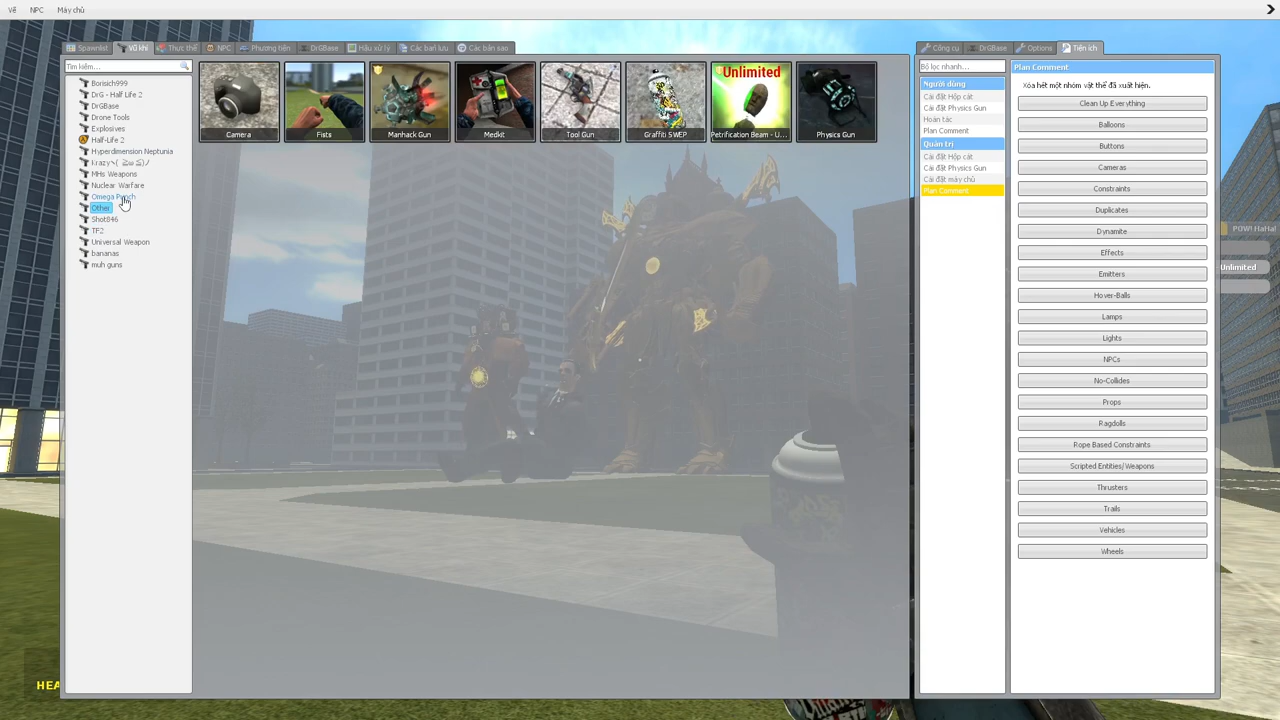 Vẽ NPC Máy chủ
Spawnlist Vũ khí Thực thể NPC Phương tiện DrGBase Hậu xử lý Các bản lưu Các bản sao
Tìm kiếm...
Borisich999
DrG - Half Life 2
DrGBase
Drone Tools
Explosives
Half-Life 2
Hyperdimension Neptunia
MHs Weapons
Nuclear Warfare
Omega Punch
Other
Shot846
TF2
Universal Weapon
bananas
muh guns
Camera
Fists
Manhack Gun
Medkit
Tool Gun
Graffiti SWEP
Unlimited
Petrification Beam - U...
Physics Gun
Công cụ DrGBase Options Tiện ích
Bộ lọc nhanh...
Người dùng
Cài đặt Hộp cát
Cài đặt Physics Gun
Hoàn tác
Plan Comment
Quản trị
Cài đặt Hộp cát
Cài đặt Physics Gun
Cài đặt máy chủ
Plan Comment
Plan Comment
Xóa hết một nhóm vật thể đã xuất hiện.
Clean Up Everything
Balloons
Buttons
Cameras
Constraints
Duplicates
Dynamite
Effects
Emitters
Hover-Balls
Lamps
Lights
NPCs
No-Collides
Props
Ragdolls
Rope Based Constraints
Scripted Entities/Weapons
Thrusters
Trails
Vehicles
Wheels
POW! HaHa!
Unlimited
HEA